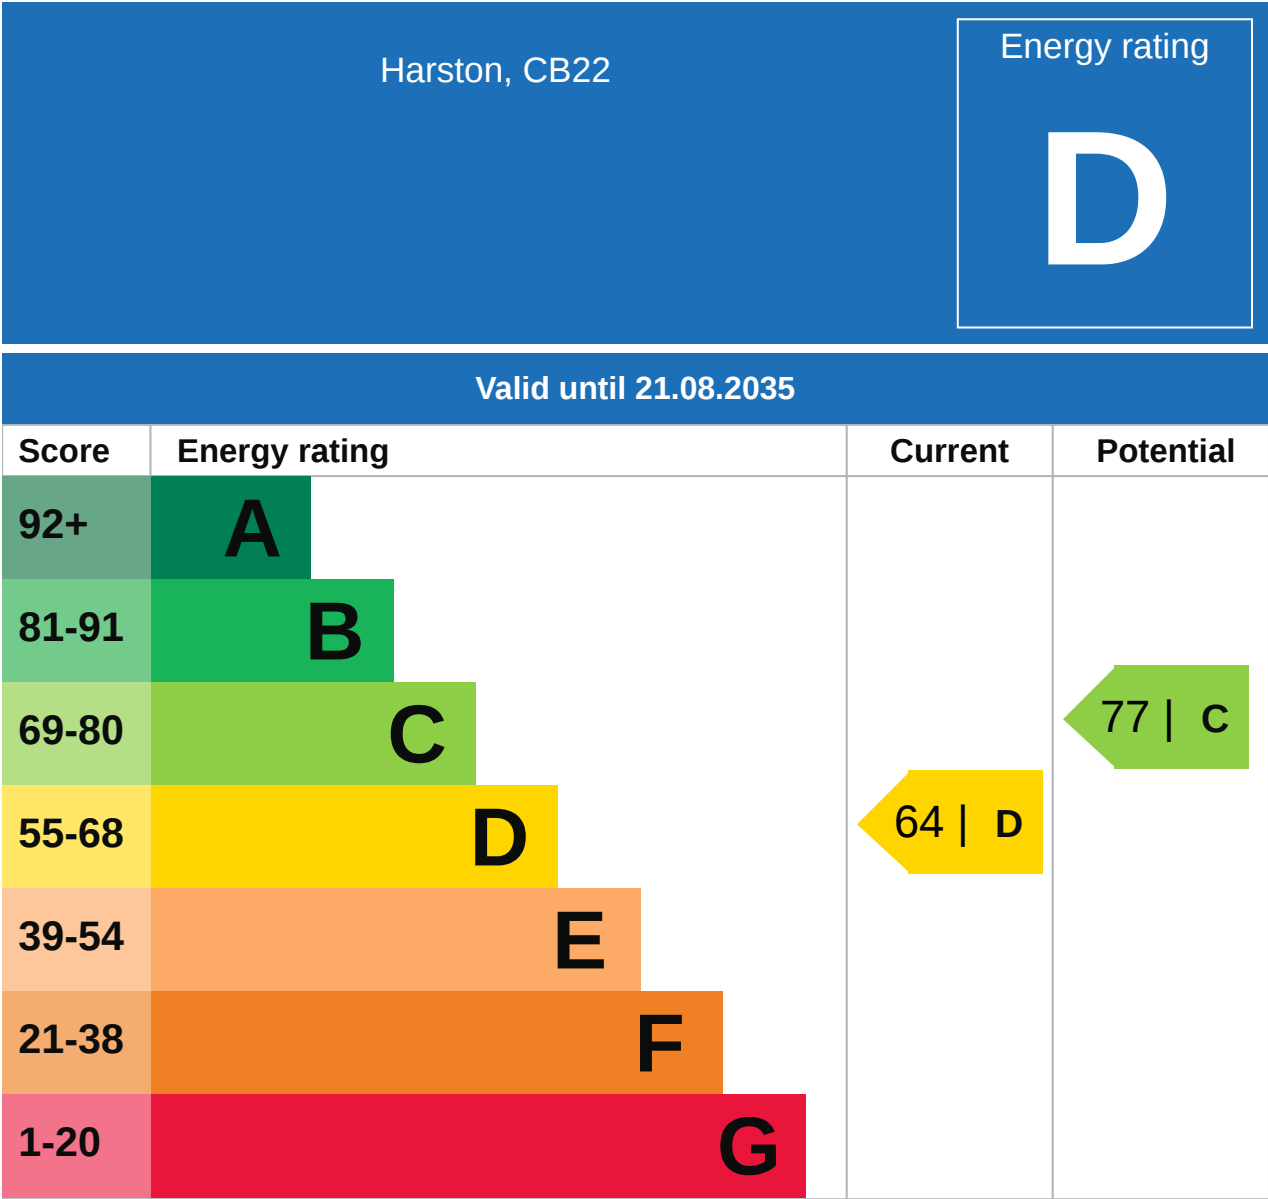 Harston, CB22
Energy rating
D
Valid until 21.08.2035
Score Energy rating Current Potential
92+ A
81-91 B
69-80 C
77 | C
55-68 D
64 | D
39-54 E
21-38 F
1-20 G